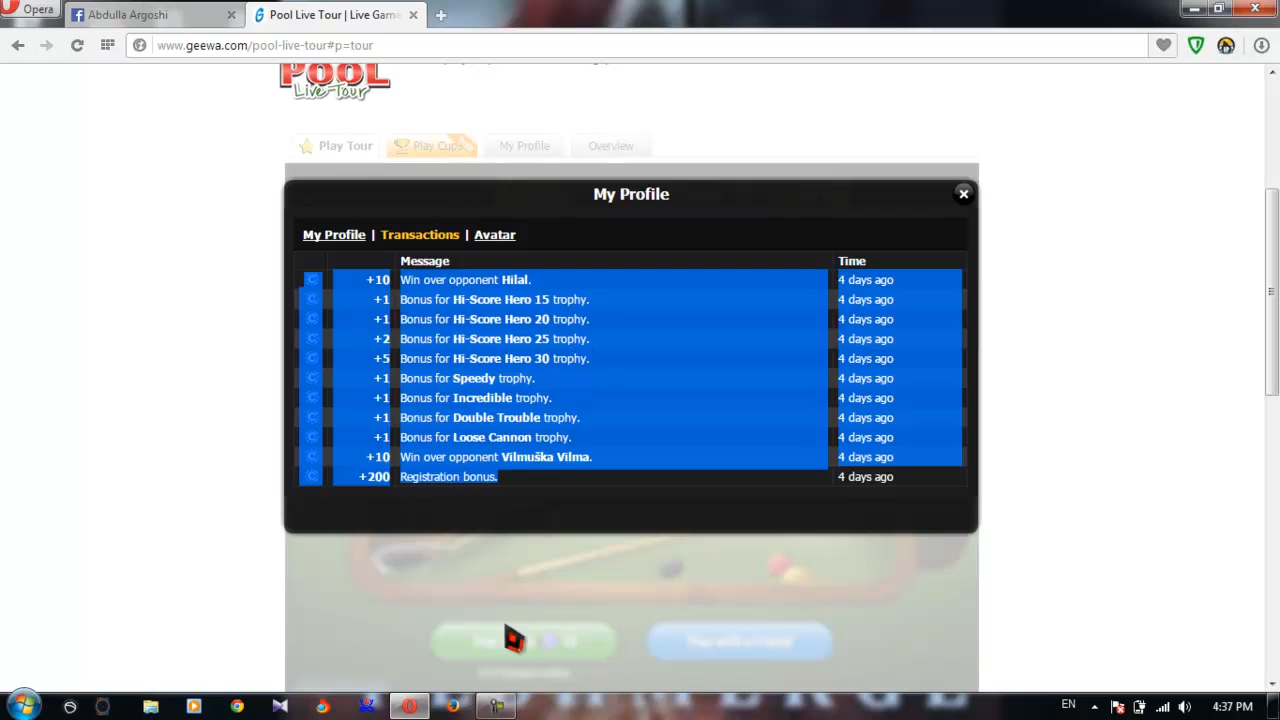 Opera
Abdulla Argoshi
Pool Live Tour | Live Game
www.geewa.com/pool-live-tour#p=tour
POOL
Live Tour
Play Tour
Play Cups
My Profile
Overview
My Profile
My Profile | Transactions | Avatar
Message Time
+10 Win over opponent Hilal. 4 days ago
+1 Bonus for Hi-Score Hero 15 trophy. 4 days ago
+1 Bonus for Hi-Score Hero 20 trophy. 4 days ago
+2 Bonus for Hi-Score Hero 25 trophy. 4 days ago
+5 Bonus for Hi-Score Hero 30 trophy. 4 days ago
+1 Bonus for Speedy trophy. 4 days ago
+1 Bonus for Incredible trophy. 4 days ago
+1 Bonus for Double Trouble trophy. 4 days ago
+1 Bonus for Loose Cannon trophy. 4 days ago
+10 Win over opponent Vilmuška Vilma. 4 days ago
+200 Registration bonus. 4 days ago
EN
4:37 PM